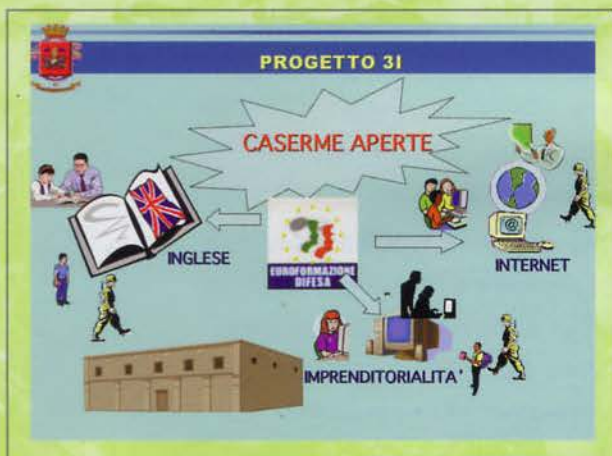 PROGETTO 3I
CASERME APERTE
INGLESE
EUROFORMAZIONE
DIFESA
INTERNET
@
IMPRENDITORIALITA'